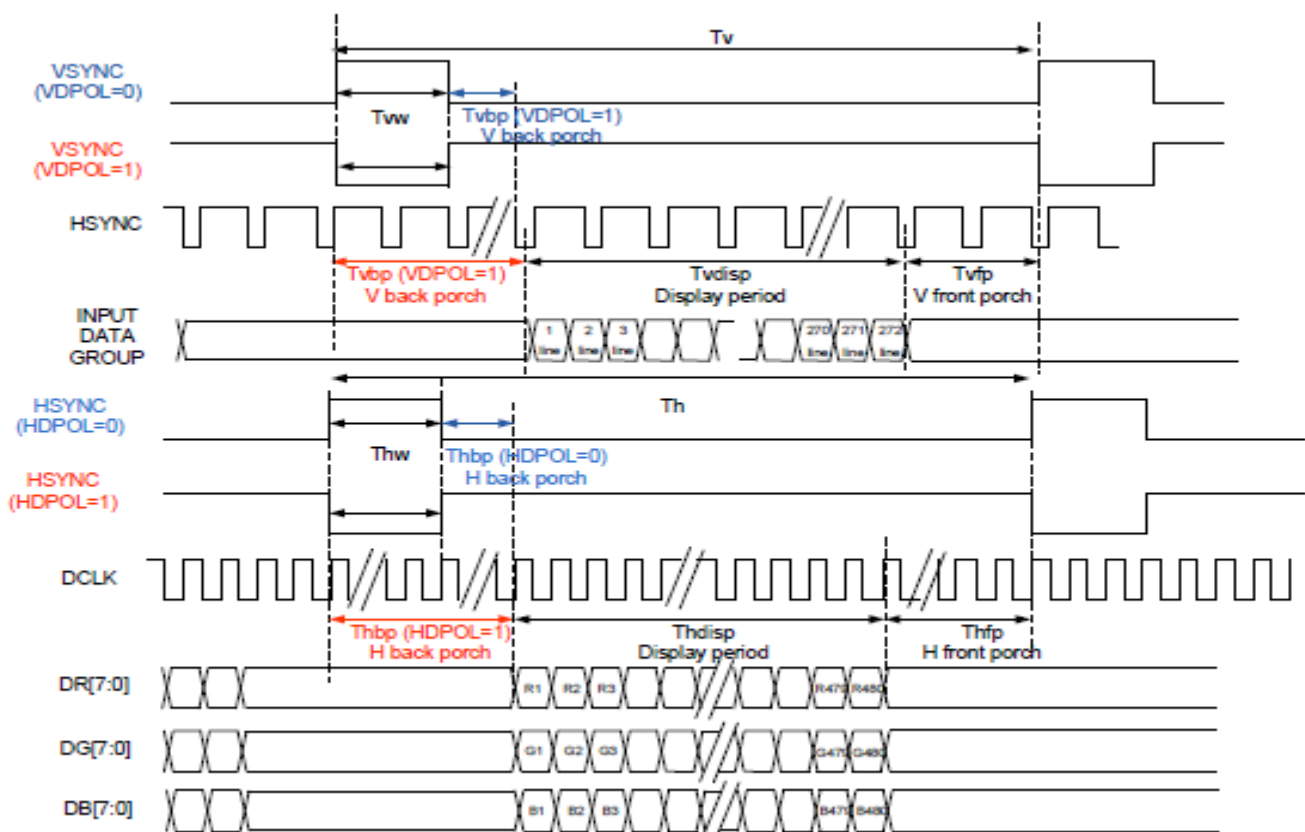 Tv
VSYNC
(VDPOL=0)
Tvw
Tvbp (VDPOL=1)
V back porch
VSYNC
(VDPOL=1)
HSYNC
Tvbp (VDPOL=1)
V back porch
Tvdisp
Display period
Tvfp
V front porch
INPUT
DATA
GROUP
1 line
2 line
3 line
270 line
271 line
272 line
HSYNC
(HDPOL=0)
Th
Thw
Thbp (HDPOL=0)
H back porch
HSYNC
(HDPOL=1)
DCLK
Thbp (HDPOL=1)
H back porch
Thdisp
Display period
Thfp
H front porch
DR[7:0]
R1 R2 R3 R479 R480
DG[7:0]
G1 G2 G3 G479 G480
DB[7:0]
B1 B2 B3 B479 B480